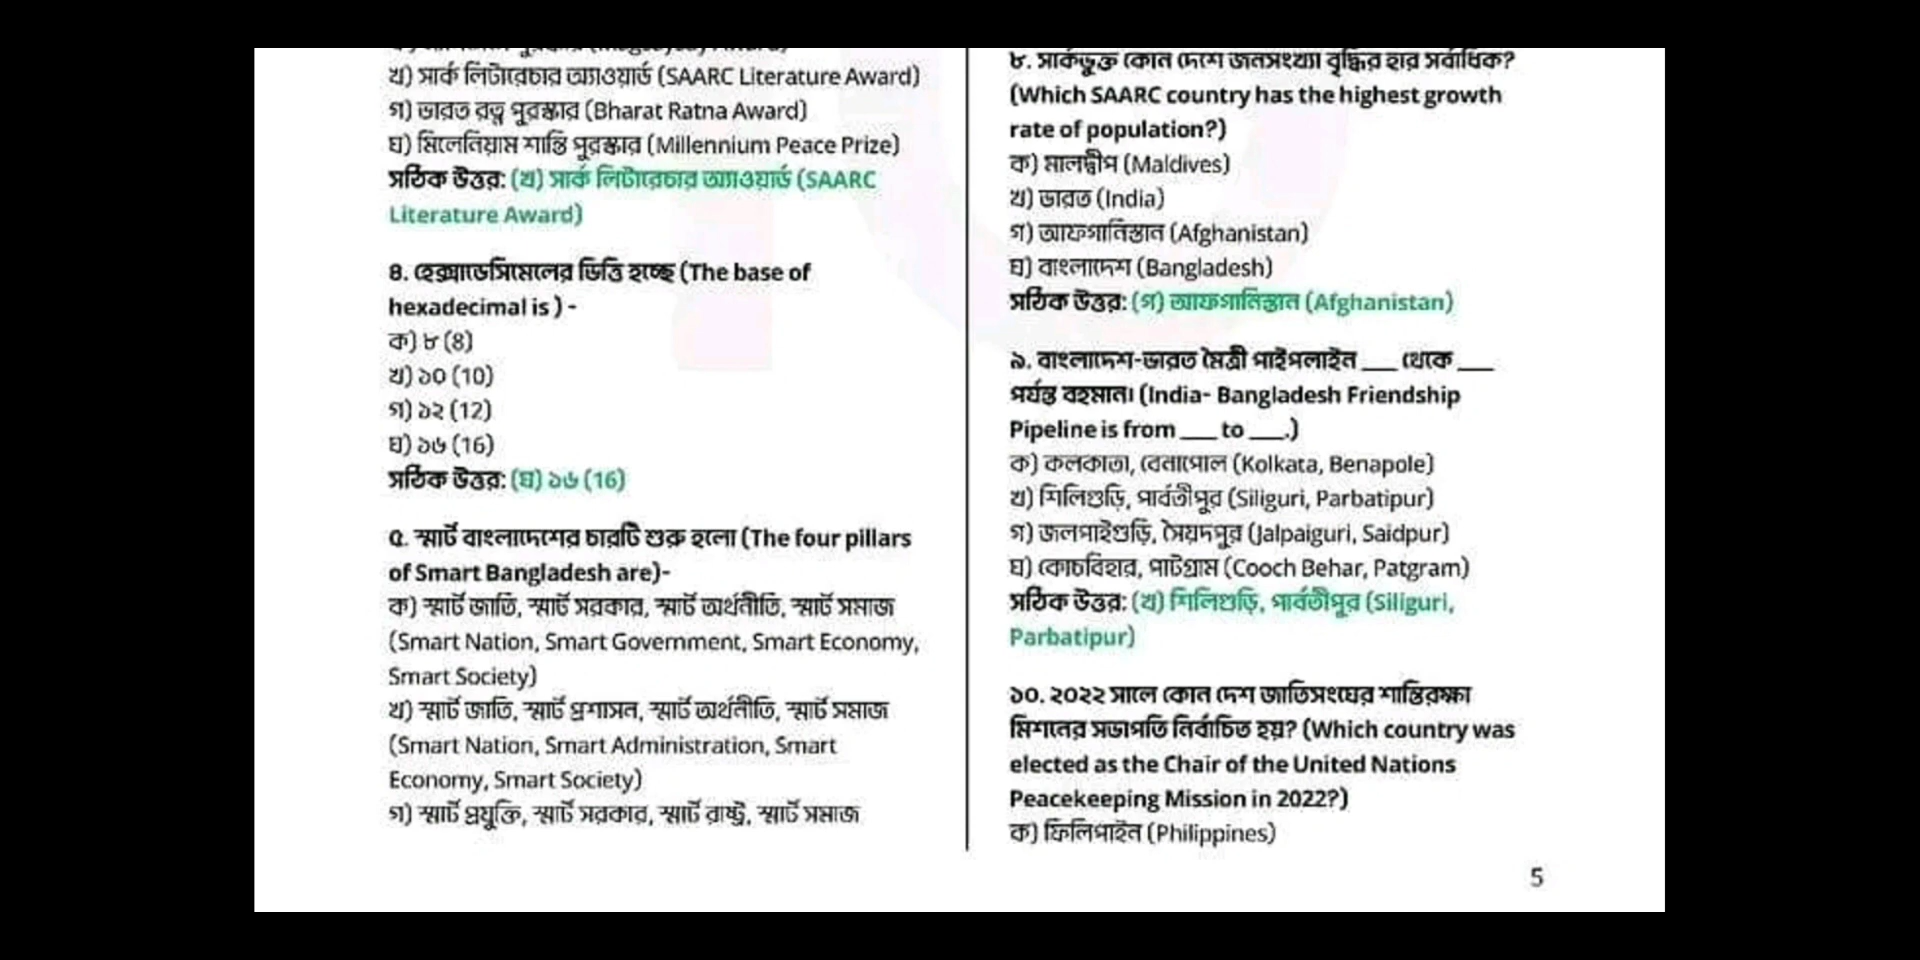 খ) সার্ক লিটারেচার অ্যাওয়ার্ড (SAARC Literature Award)
গ) ভারত রত্ন পুরস্কার (Bharat Ratna Award)
ঘ) মিলেনিয়াম শান্তি পুরস্কার (Millennium Peace Prize)
সঠিক উত্তর: (খ) সার্ক লিটারেচার অ্যাওয়ার্ড (SAARC
Literature Award)
৪. হেক্সাডেসিমেলের ভিত্তি হচ্ছে (The base of
hexadecimal is ) -
ক) ৮ (8)
খ) ১০ (10)
গ) ১২ (12)
ঘ) ১৬ (16)
সঠিক উত্তর: (ঘ) ১৬ (16)
৫. স্মার্ট বাংলাদেশের চারটি শুরু হলো (The four pillars
of Smart Bangladesh are)-
ক) স্মার্ট জাতি, স্মার্ট সরকার, স্মার্ট অর্থনীতি, স্মার্ট সমাজ
(Smart Nation, Smart Government, Smart Economy,
Smart Society)
খ) স্মার্ট জাতি, স্মার্ট প্রশাসন, স্মার্ট অর্থনীতি, স্মার্ট সমাজ
(Smart Nation, Smart Administration, Smart
Economy, Smart Society)
গ) স্মার্ট প্রযুক্তি, স্মার্ট সরকার, স্মার্ট রাষ্ট্র, স্মার্ট সমাজ
৮. সার্কভুক্ত কোন দেশে জনসংখ্যা বৃদ্ধির হার সর্বাধিক?
(Which SAARC country has the highest growth
rate of population?)
ক) মালদ্বীপ (Maldives)
খ) ভারত (India)
গ) আফগানিস্তান (Afghanistan)
ঘ) বাংলাদেশ (Bangladesh)
সঠিক উত্তর: (গ) আফগানিস্তান (Afghanistan)
৯. বাংলাদেশ-ভারত মৈত্রী পাইপলাইন ___ থেকে ___
পর্যন্ত বহমান। (India- Bangladesh Friendship
Pipeline is from ___ to ___.)
ক) কলকাতা, বেনাপোল (Kolkata, Benapole)
খ) শিলিগুড়ি, পার্বতীপুর (Siliguri, Parbatipur)
গ) জলপাইগুড়ি, সৈয়দপুর (Jalpaiguri, Saidpur)
ঘ) কোচবিহার, পাটগ্রাম (Cooch Behar, Patgram)
সঠিক উত্তর: (খ) শিলিগুড়ি, পার্বতীপুর (Siliguri,
Parbatipur)
১০. ২০২২ সালে কোন দেশ জাতিসংঘের শান্তিরক্ষা
মিশনের সভাপতি নির্বাচিত হয়? (Which country was
elected as the Chair of the United Nations
Peacekeeping Mission in 2022?)
ক) ফিলিপাইন (Philippines)
5